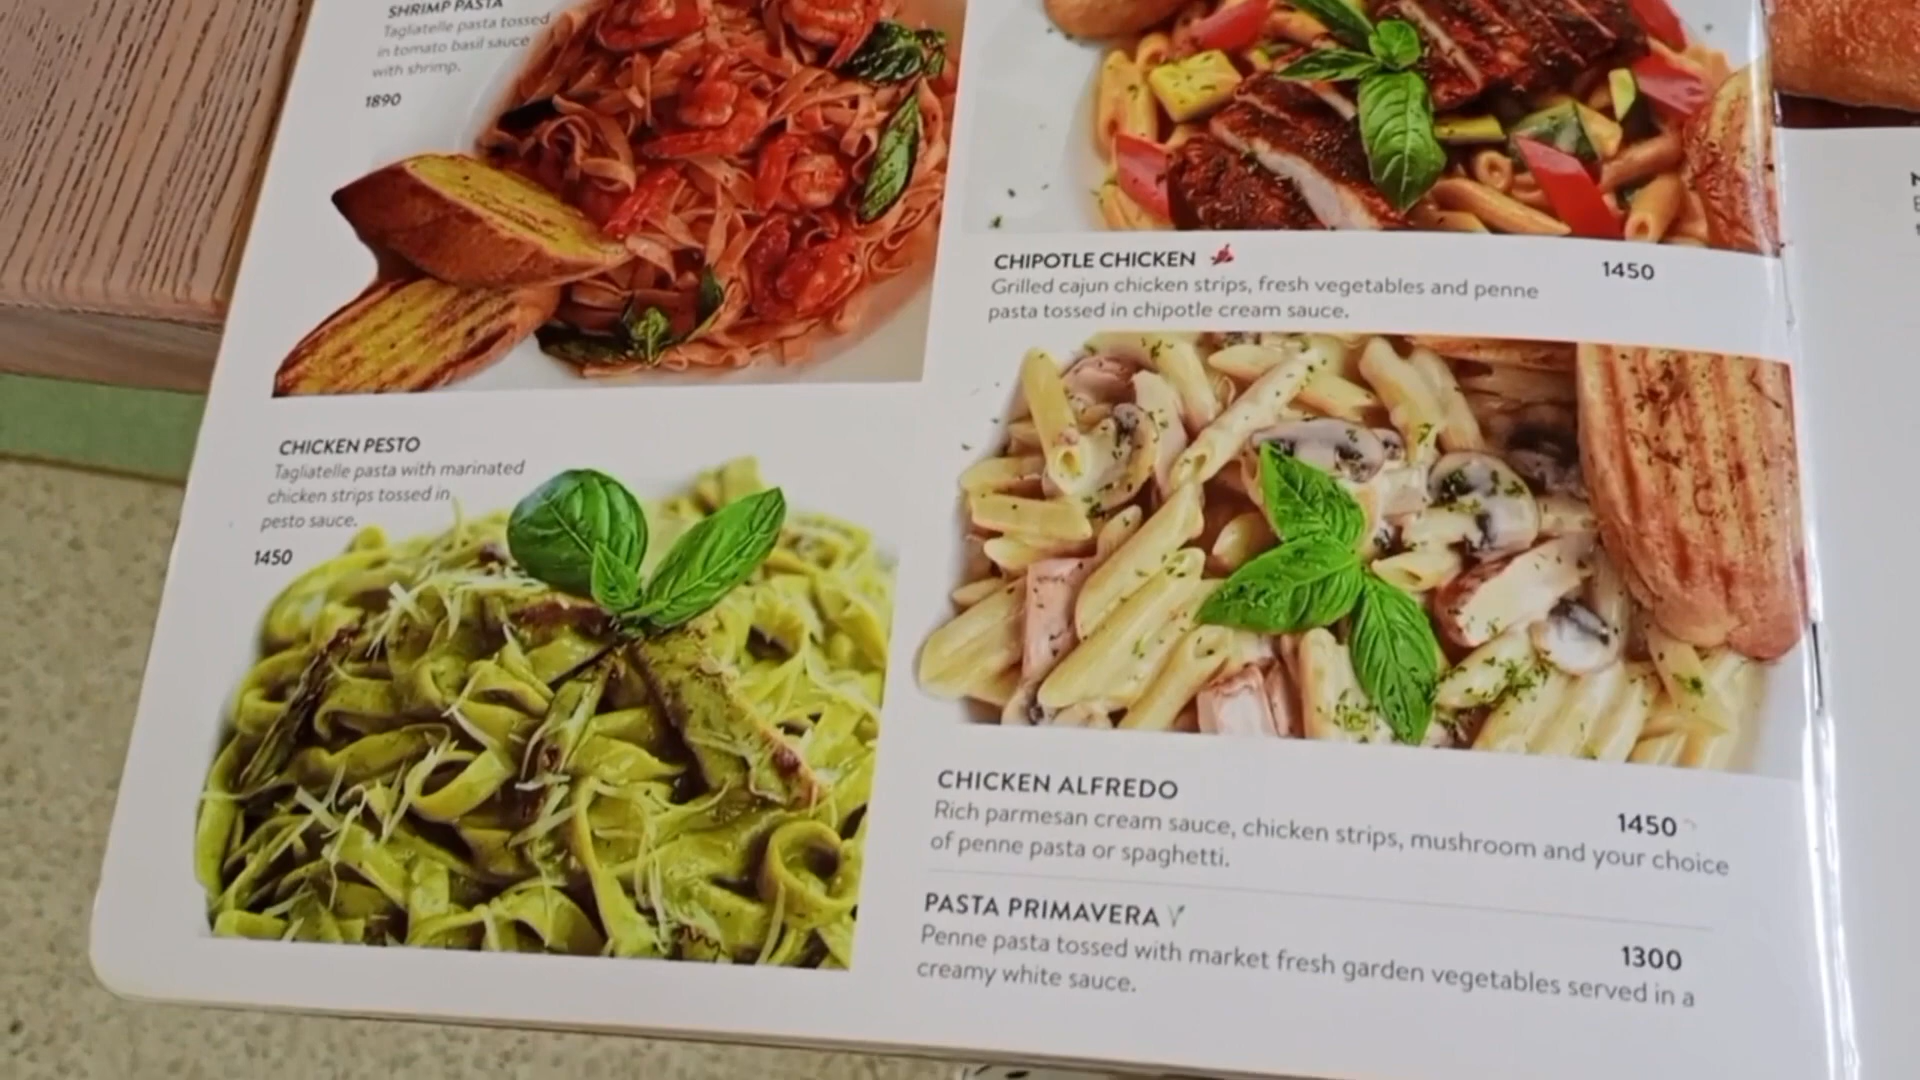 SHRIMP PASTA
Tagliatelle pasta tossed
in tomato basil sauce
with shrimp.
1890
CHICKEN PESTO
Tagliatelle pasta with marinated
chicken strips tossed in
pesto sauce.
1450
CHIPOTLE CHICKEN
1450
Grilled cajun chicken strips, fresh vegetables and penne
pasta tossed in chipotle cream sauce.
CHICKEN ALFREDO
1450
Rich parmesan cream sauce, chicken strips, mushroom and your choice
of penne pasta or spaghetti.
PASTA PRIMAVERA
1300
Penne pasta tossed with market fresh garden vegetables served in a
creamy white sauce.